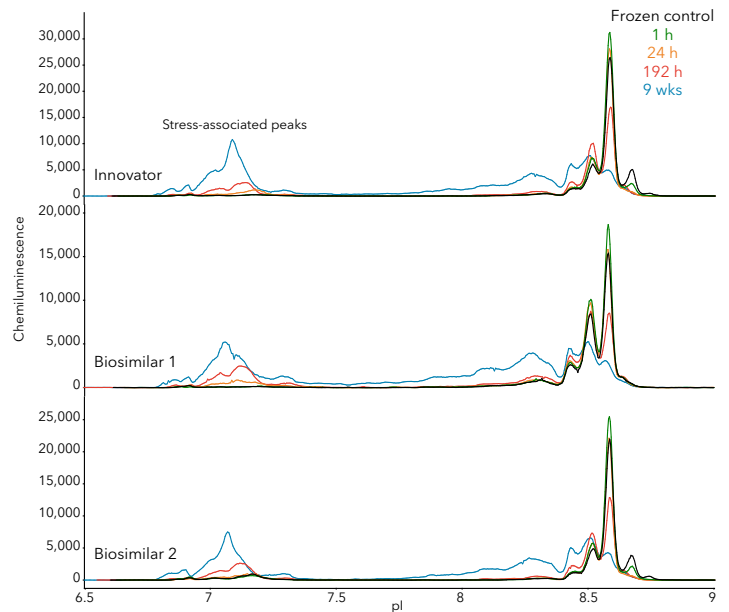 Frozen control
1 h
24 h
192 h
9 wks
30,000
25,000
20,000
15,000
10,000
5,000
0
Stress-associated peaks
Innovator
20,000
15,000
10,000
5,000
0
Biosimilar 1
25,000
20,000
15,000
10,000
5,000
0
Biosimilar 2
Chemiluminescence
6.5
7
7.5
8
8.5
9
pI